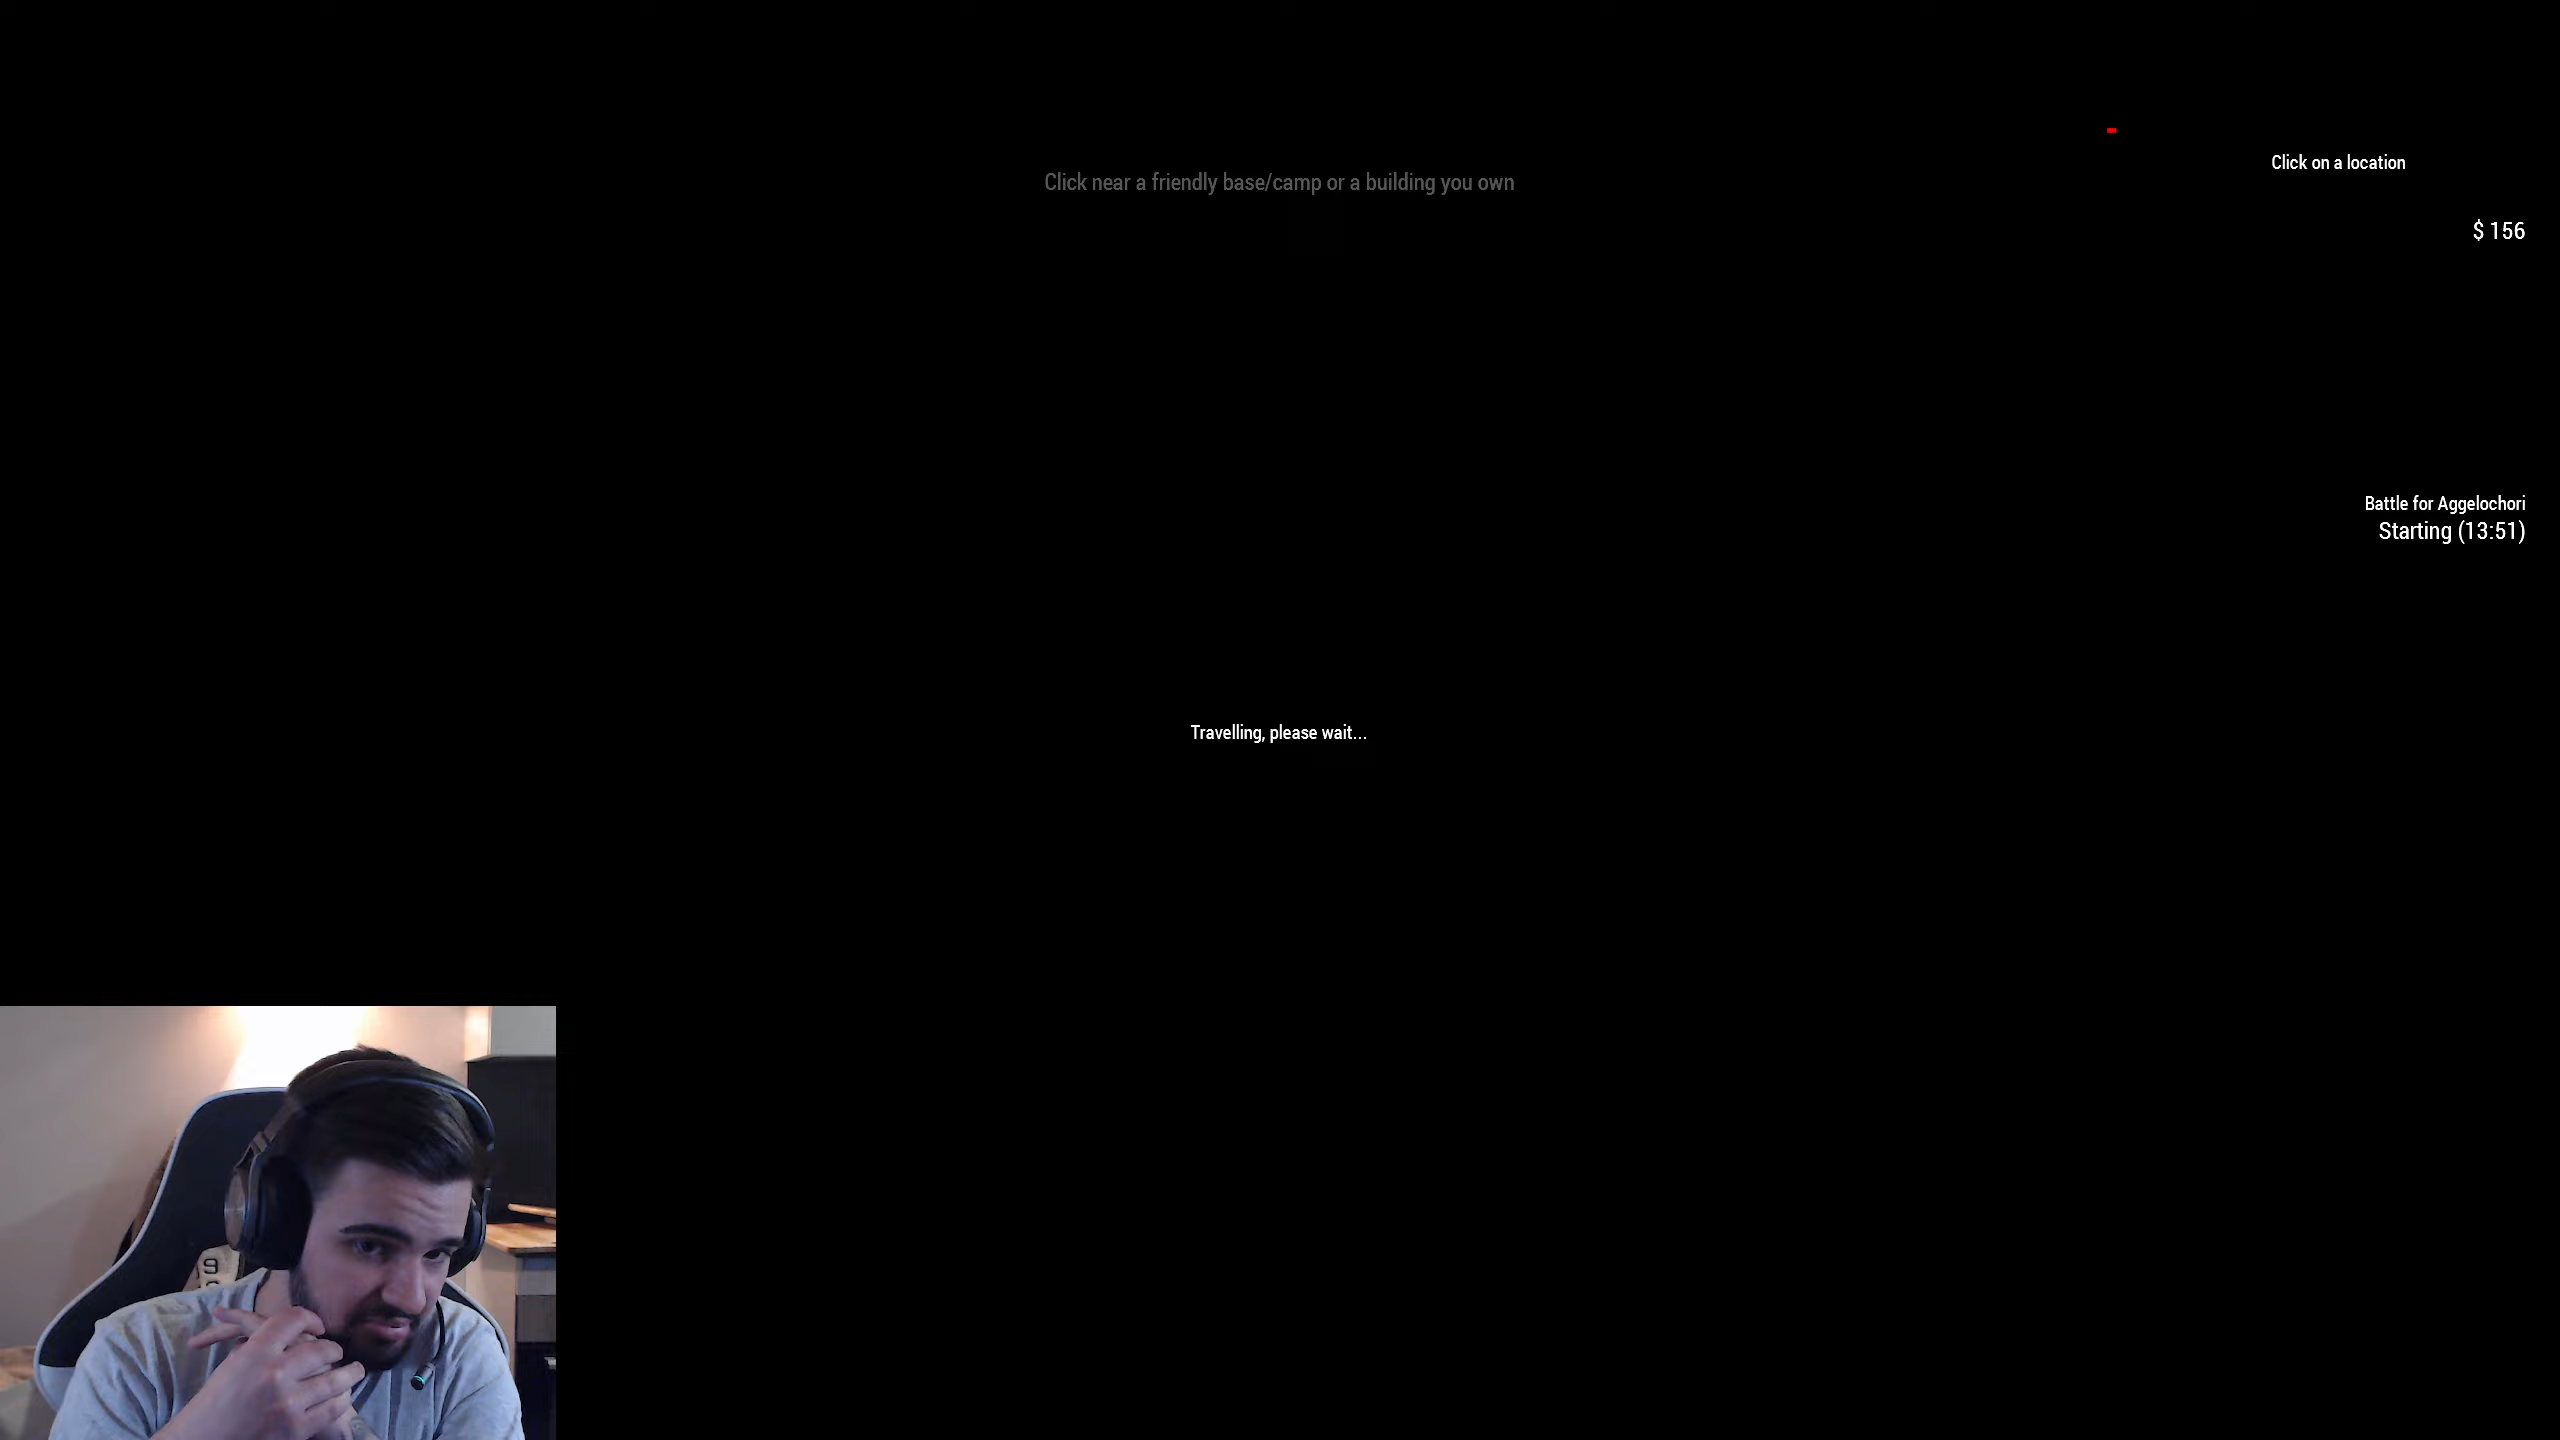 Click on a location
Click near a friendly base/camp or a building you own
$ 156
Battle for Aggelochori
Starting (13:51)
Travelling, please wait...
9